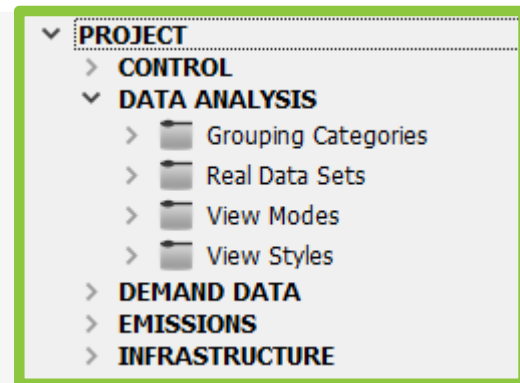 PROJECT
CONTROL
DATA ANALYSIS
Grouping Categories
Real Data Sets
View Modes
View Styles
DEMAND DATA
EMISSIONS
INFRASTRUCTURE